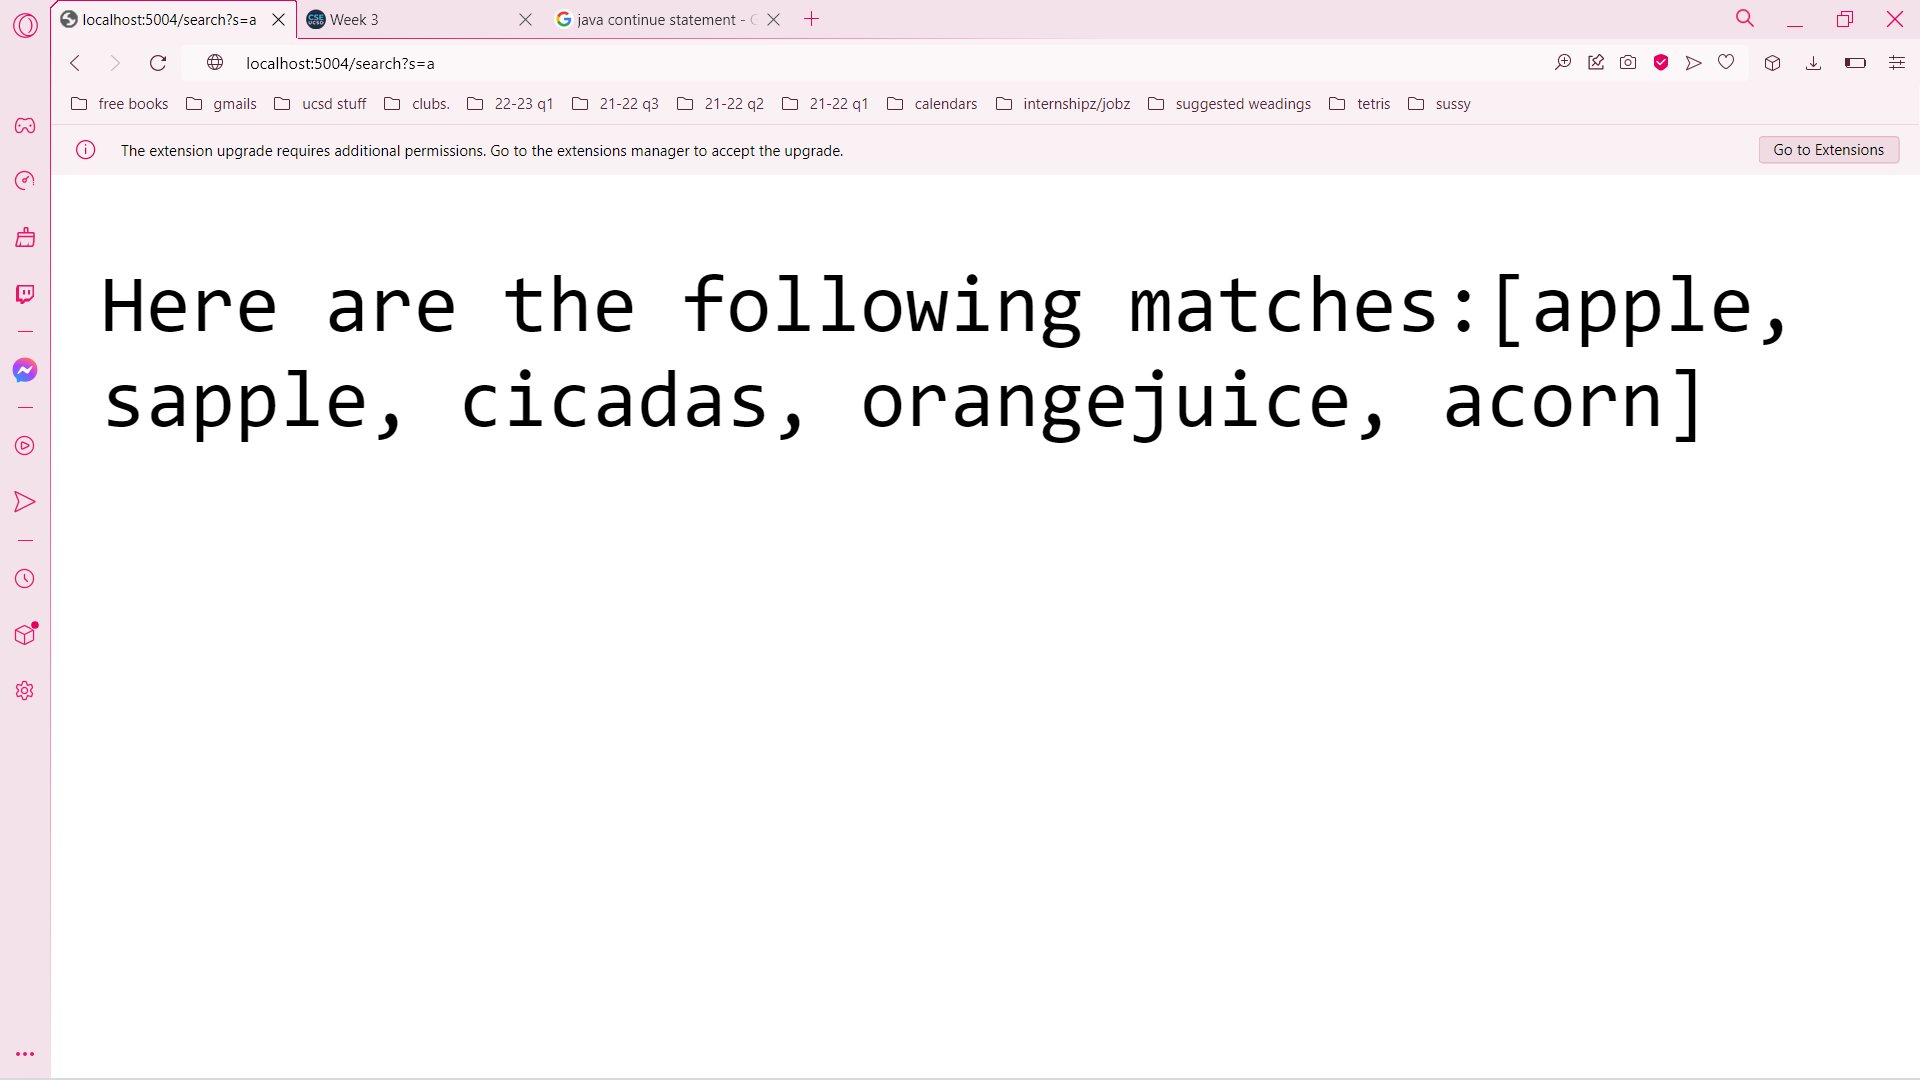 localhost:5004/search?s=a
Week 3
java continue statement - G
localhost:5004/search?s=a
free books
gmails
ucsd stuff
clubs.
22-23 q1
21-22 q3
21-22 q2
21-22 q1
calendars
internshipz/jobz
suggested weadings
tetris
sussy
The extension upgrade requires additional permissions. Go to the extensions manager to accept the upgrade.
Go to Extensions
Here are the following matches:[apple,
sapple, cicadas, orangejuice, acorn]